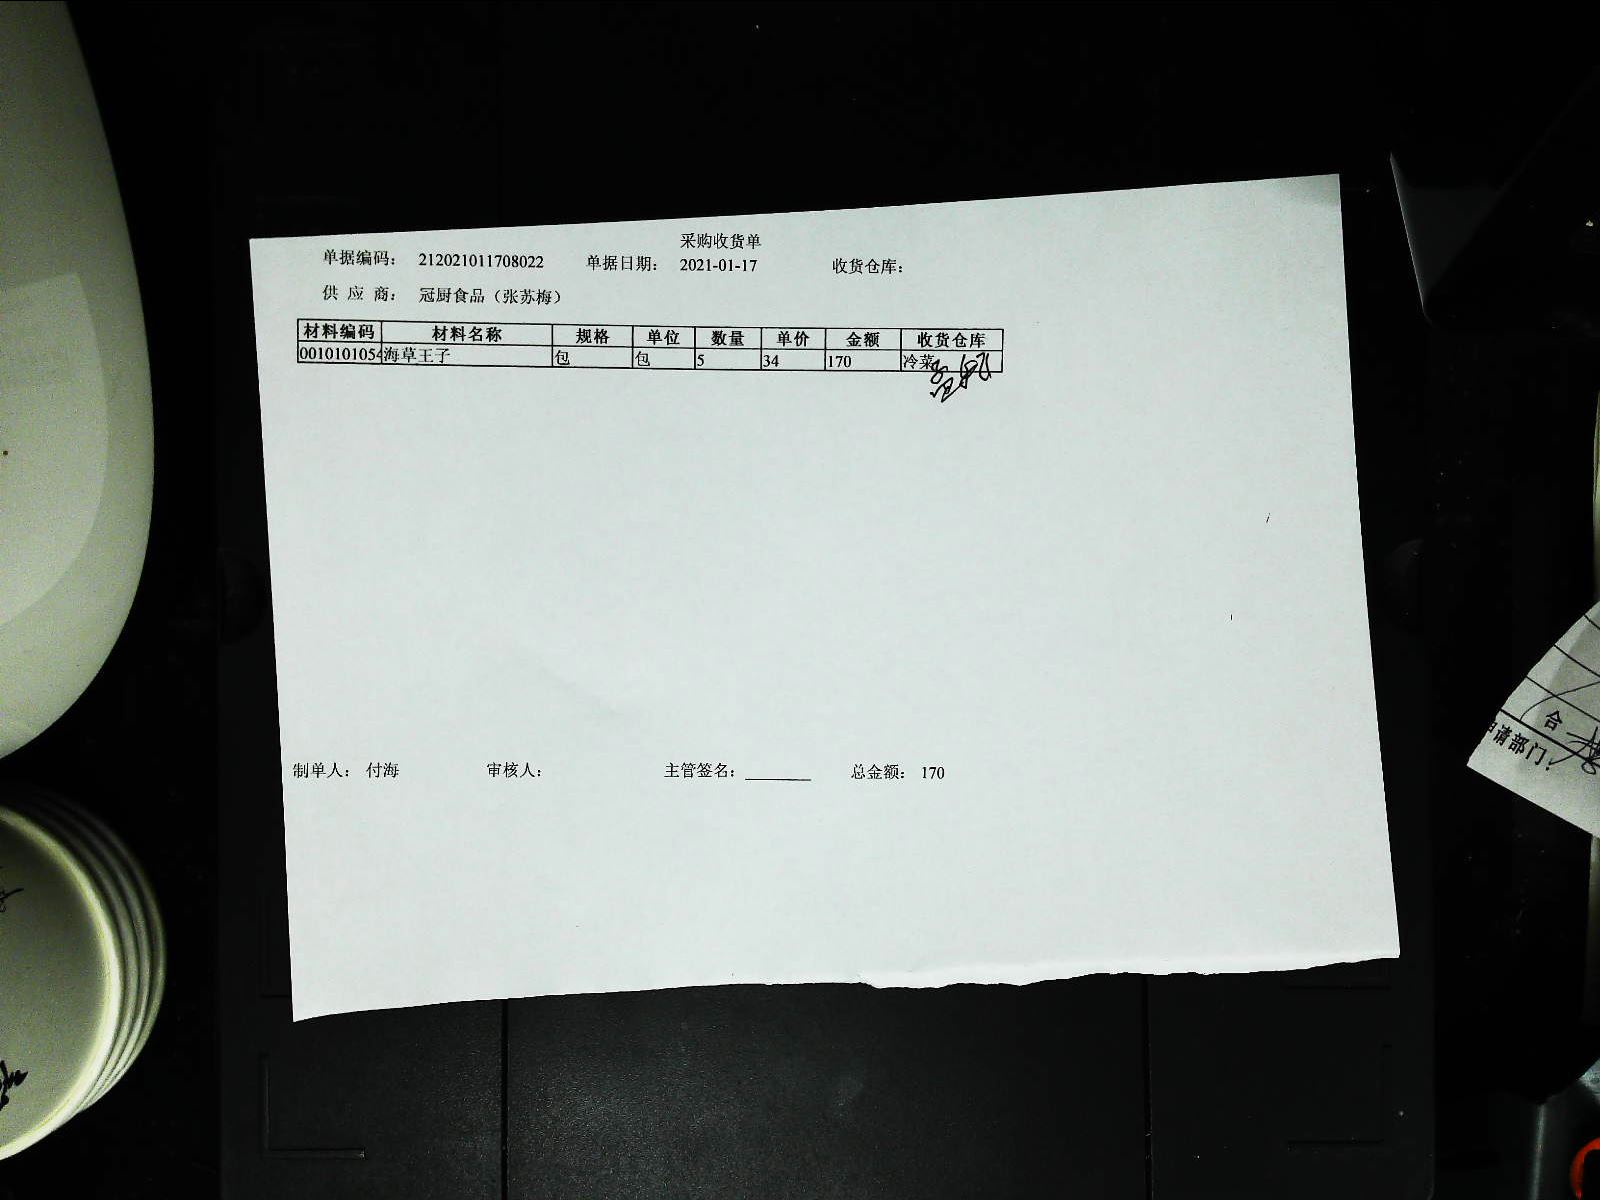 采购收货单
单据编码： 212021011708022 单据日期： 2021-01-17 收货仓库：
供 应 商： 冠厨食品（张苏梅）
材料编码 材料名称 规格 单位 数量 单价 金额 收货仓库
0010101054 海草王子 包 包 5 34 170 冷菜
制单人： 付海 审核人： 主管签名：________ 总金额： 170
合
申请部门：